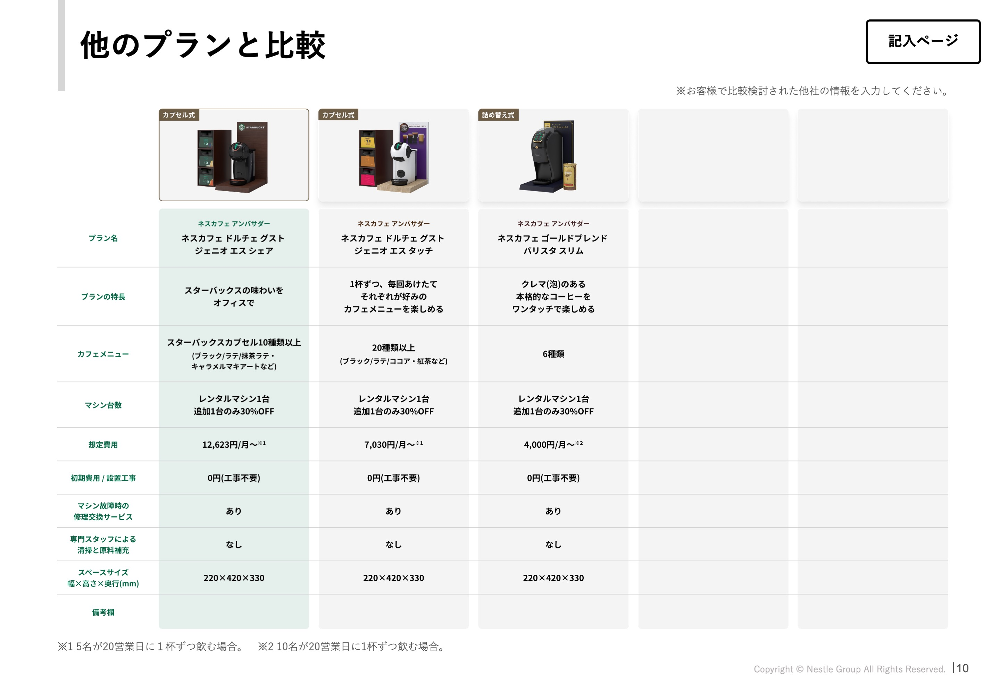 他のプランと比較
記入ページ
※お客様で比較検討された他社の情報を入力してください。
カプセル式
カプセル式
詰め替え式
STARBUCKS
プラン名
ネスカフェ アンバサダー
ネスカフェ ドルチェ グスト
ジェニオ エス シェア
ネスカフェ アンバサダー
ネスカフェ ドルチェ グスト
ジェニオ エス タッチ
ネスカフェ アンバサダー
ネスカフェ ゴールドブレンド
バリスタ スリム
プランの特長
スターバックスの味わいを
オフィスで
1杯ずつ、毎回あけたて
それぞれが好みの
カフェメニューを楽しめる
クレマ(泡)のある
本格的なコーヒーを
ワンタッチで楽しめる
カフェメニュー
スターバックスカプセル10種類以上
(ブラック/ラテ/抹茶ラテ・
キャラメルマキアートなど)
20種類以上
(ブラック/ラテ/ココア・紅茶など)
6種類
マシン台数
レンタルマシン1台
追加1台のみ30%OFF
レンタルマシン1台
追加1台のみ30%OFF
レンタルマシン1台
追加1台のみ30%OFF
想定費用
12,623円/月〜※1
7,030円/月〜※1
4,000円/月〜※2
初期費用 / 設置工事
0円(工事不要)
0円(工事不要)
0円(工事不要)
マシン故障時の
修理交換サービス
あり
あり
あり
専門スタッフによる
清掃と原料補充
なし
なし
なし
スペースサイズ
幅×高さ×奥行(mm)
220×420×330
220×420×330
220×420×330
備考欄
※1 5名が20営業日に１杯ずつ飲む場合。 ※2 10名が20営業日に1杯ずつ飲む場合。
Copyright © Nestle Group All Rights Reserved. |10